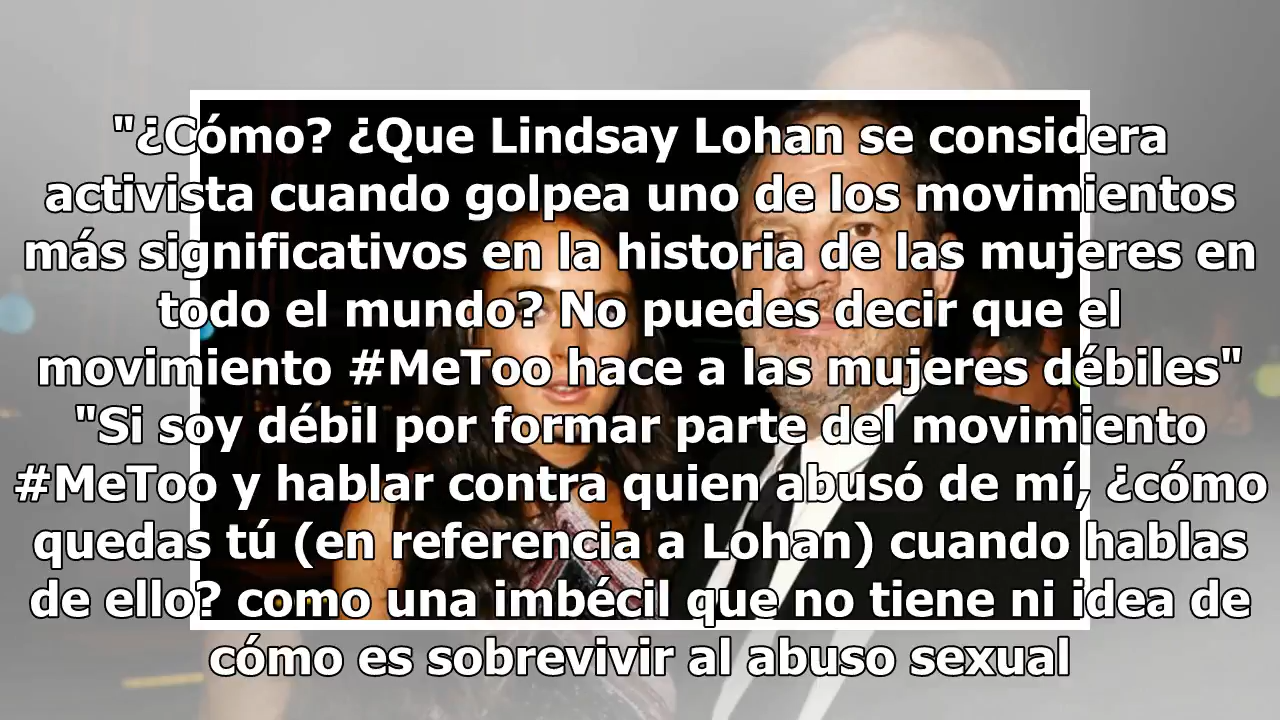 "¿Cómo? ¿Que Lindsay Lohan se considera
activista cuando golpea uno de los movimientos
más significativos en la historia de las mujeres en
todo el mundo? No puedes decir que el
movimiento #MeToo hace a las mujeres débiles"
"Si soy débil por formar parte del movimiento
#MeToo y hablar contra quien abusó de mí, ¿cómo
quedas tú (en referencia a Lohan) cuando hablas
de ello? como una imbécil que no tiene ni idea de
cómo es sobrevivir al abuso sexual